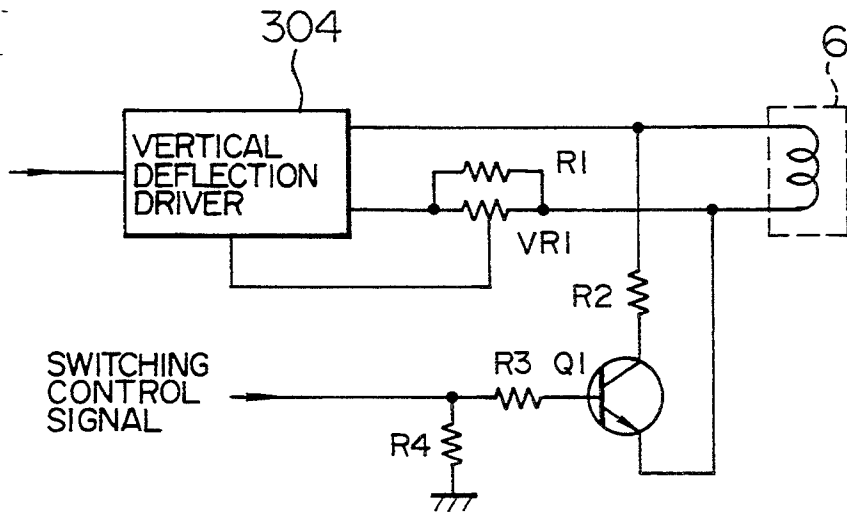 304
6
VERTICAL
DEFLECTION
DRIVER
R1
VR1
R2
SWITCHING
CONTROL
SIGNAL
R3
Q1
R4